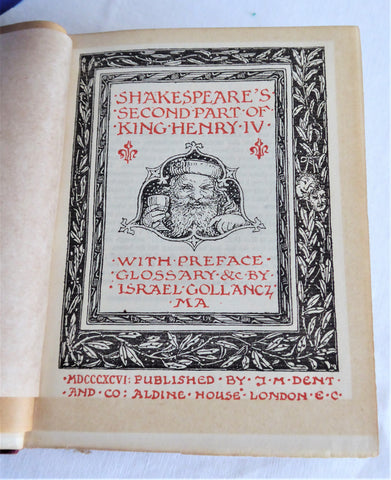 ·SHAKESPEARE'S·
·SECOND·PART·OF·
·KING·HENRY·IV·
·WITH·PREFACE·
·GLOSSARY·&c·BY·
·ISRAEL·GOLLANCZ·
·MA·
·MDCCCXCVI: PUBLISHED·BY·J·M·DENT·
·AND·CO: ALDINE·HOUSE·LONDON·E·C·